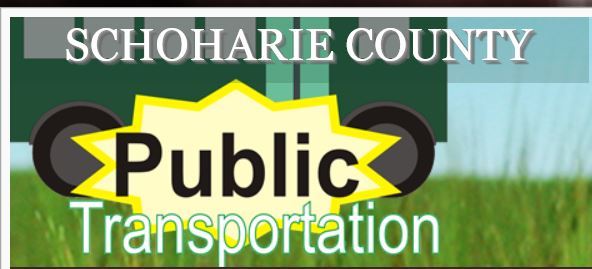 SCHOHARIE COUNTY
Public
Transportation